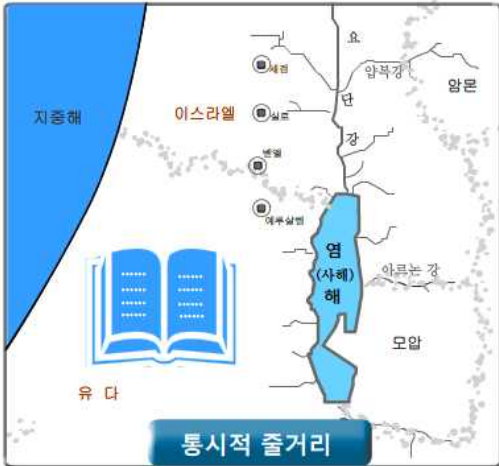 요
세겜
얍복강
암몬
지중해
이스라엘
실로
단
강
벧엘
예루살렘
염
(사해)
해
아르논 강
모압
유 다
통시적 줄거리